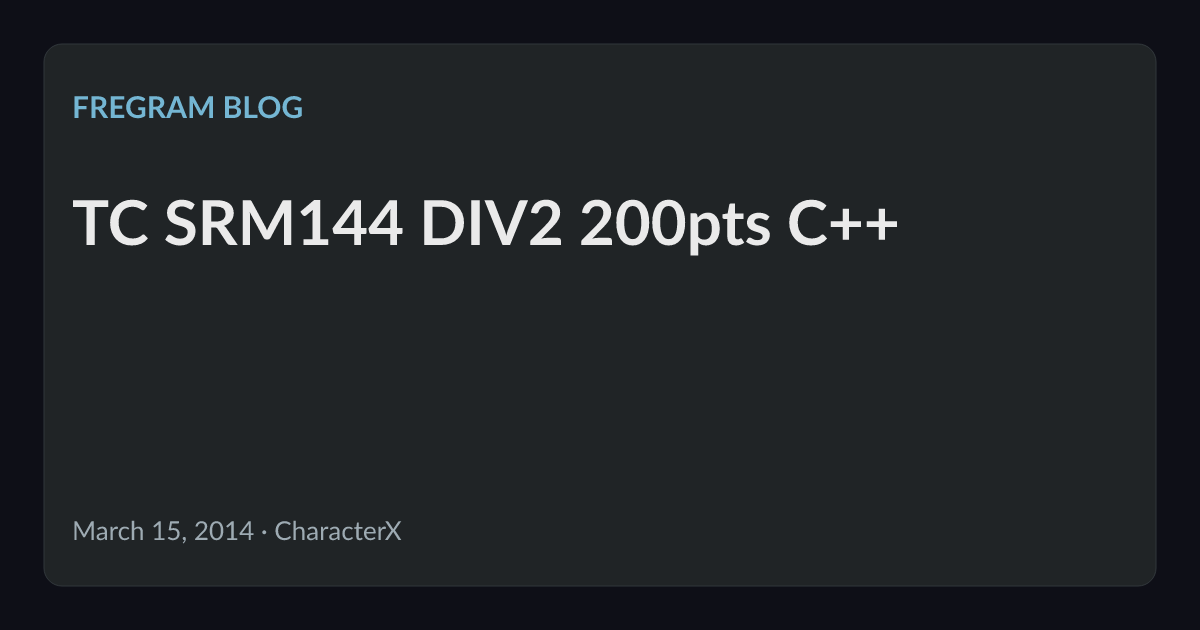 FREGRAM BLOG
TC SRM144 DIV2 200pts C++
March 15, 2014 · CharacterX